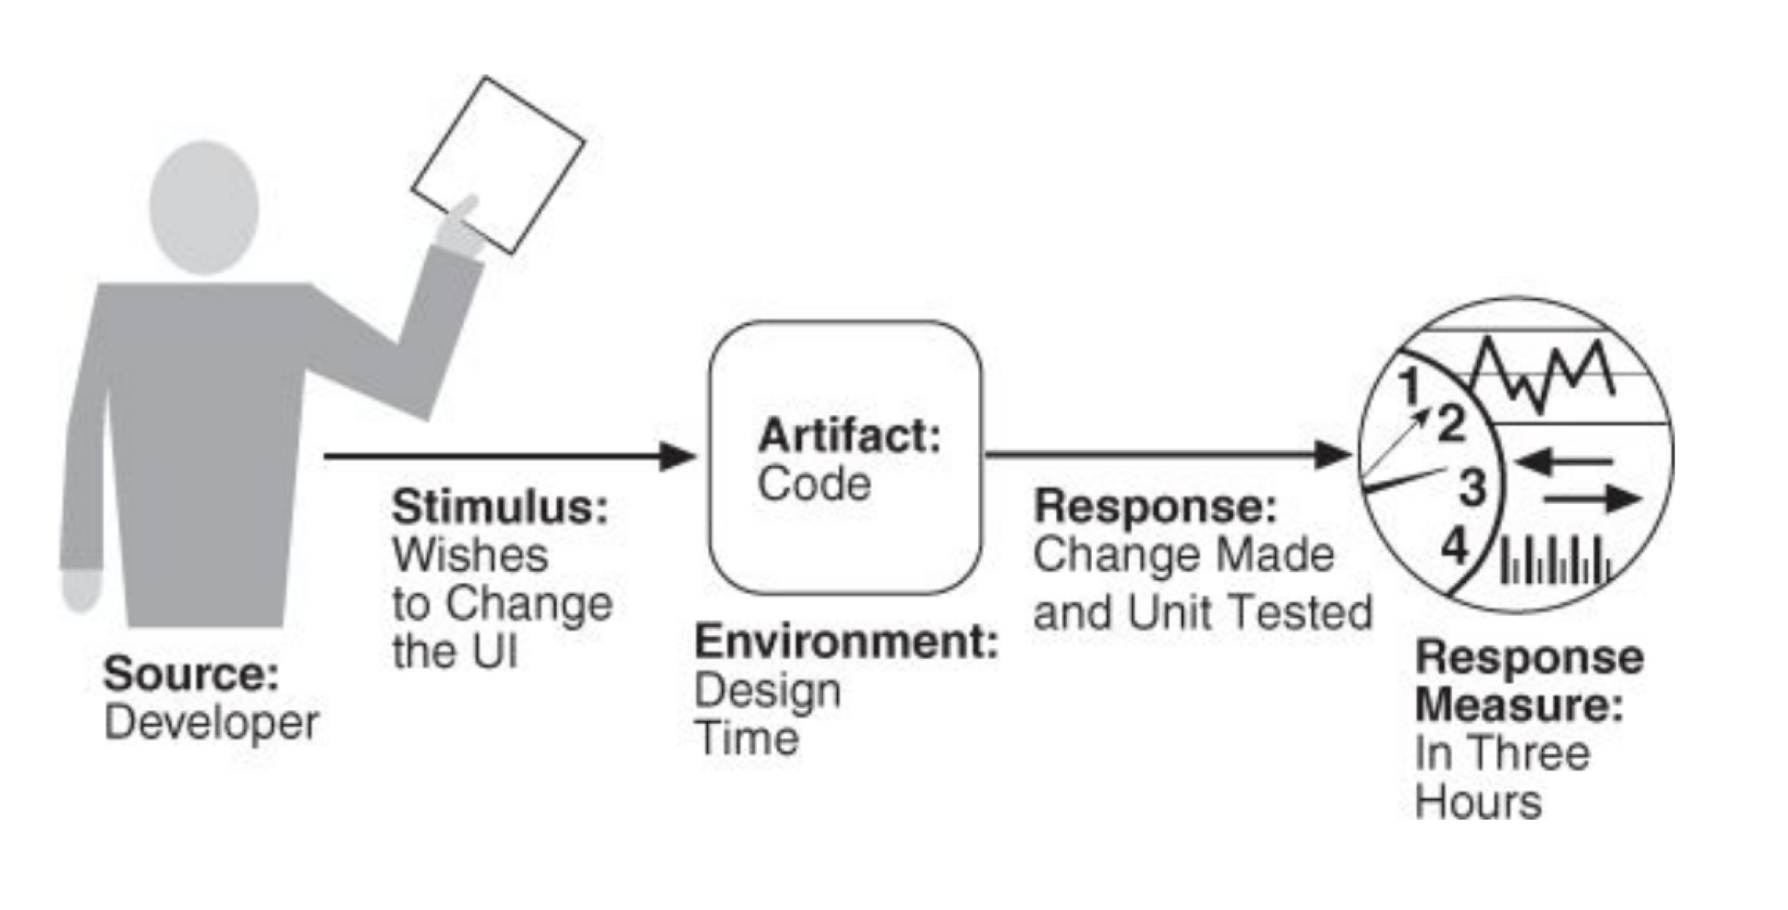 Source:
Developer
Stimulus:
Wishes
to Change
the UI
Artifact:
Code
Environment:
Design
Time
Response:
Change Made
and Unit Tested
1
2
3
4
Response
Measure:
In Three
Hours